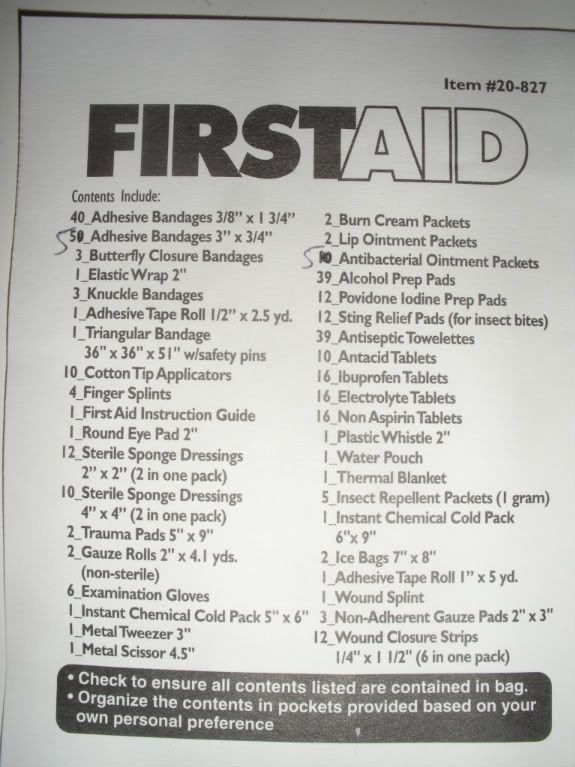 Item #20-827
FIRST AID
Contents Include:
40_Adhesive Bandages 3/8" x 1 3/4"
5 50_Adhesive Bandages 3" x 3/4"
3_Butterfly Closure Bandages
1_Elastic Wrap 2"
3_Knuckle Bandages
1_Adhesive Tape Roll 1/2" x 2.5 yd.
1_Triangular Bandage
36" x 36" x 51" w/safety pins
10_Cotton Tip Applicators
4_Finger Splints
1_First Aid Instruction Guide
1_Round Eye Pad 2"
12_Sterile Sponge Dressings
2" x 2" (2 in one pack)
10_Sterile Sponge Dressings
4" x 4" (2 in one pack)
2_Trauma Pads 5" x 9"
2_Gauze Rolls 2" x 4.1 yds.
(non-sterile)
6_Examination Gloves
1_Instant Chemical Cold Pack 5" x 6"
1_Metal Tweezer 3"
1_Metal Scissor 4.5"
2_Burn Cream Packets
2_Lip Ointment Packets
5 10_Antibacterial Ointment Packets
39_Alcohol Prep Pads
12_Povidone Iodine Prep Pads
12_Sting Relief Pads (for insect bites)
39_Antiseptic Towelettes
10_Antacid Tablets
16_Ibuprofen Tablets
16_Electrolyte Tablets
16_Non Aspirin Tablets
1_Plastic Whistle 2"
1_Water Pouch
1_Thermal Blanket
5_Insect Repellent Packets (1 gram)
1_Instant Chemical Cold Pack
6"x 9"
2_Ice Bags 7" x 8"
1_Adhesive Tape Roll 1" x 5 yd.
1_Wound Splint
3_Non-Adherent Gauze Pads 2" x 3"
12_Wound Closure Strips
1/4" x 1 1/2" (6 in one pack)
• Check to ensure all contents listed are contained in bag.
• Organize the contents in pockets provided based on your
own personal preference